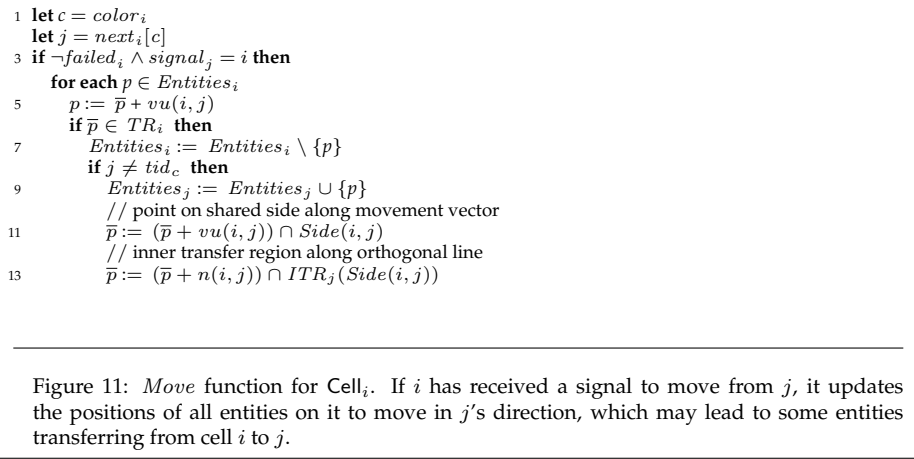 1 let c = color_i
let j = next_i[c]
3 if ¬failed_i ∧ signal_j = i then
for each p ∈ Entities_i
5 p := p̅ + vu(i, j)
if p̅ ∈ TR_i then
7 Entities_i := Entities_i \ {p}
if j ≠ tid_c then
9 Entities_j := Entities_j ∪ {p}
// point on shared side along movement vector
11 p̅ := (p̅ + vu(i, j)) ∩ Side(i, j)
// inner transfer region along orthogonal line
13 p̅ := (p̅ + n(i, j)) ∩ ITR_j(Side(i, j))
Figure 11: Move function for Cell_i. If i has received a signal to move from j, it updates
the positions of all entities on it to move in j's direction, which may lead to some entities
transferring from cell i to j.